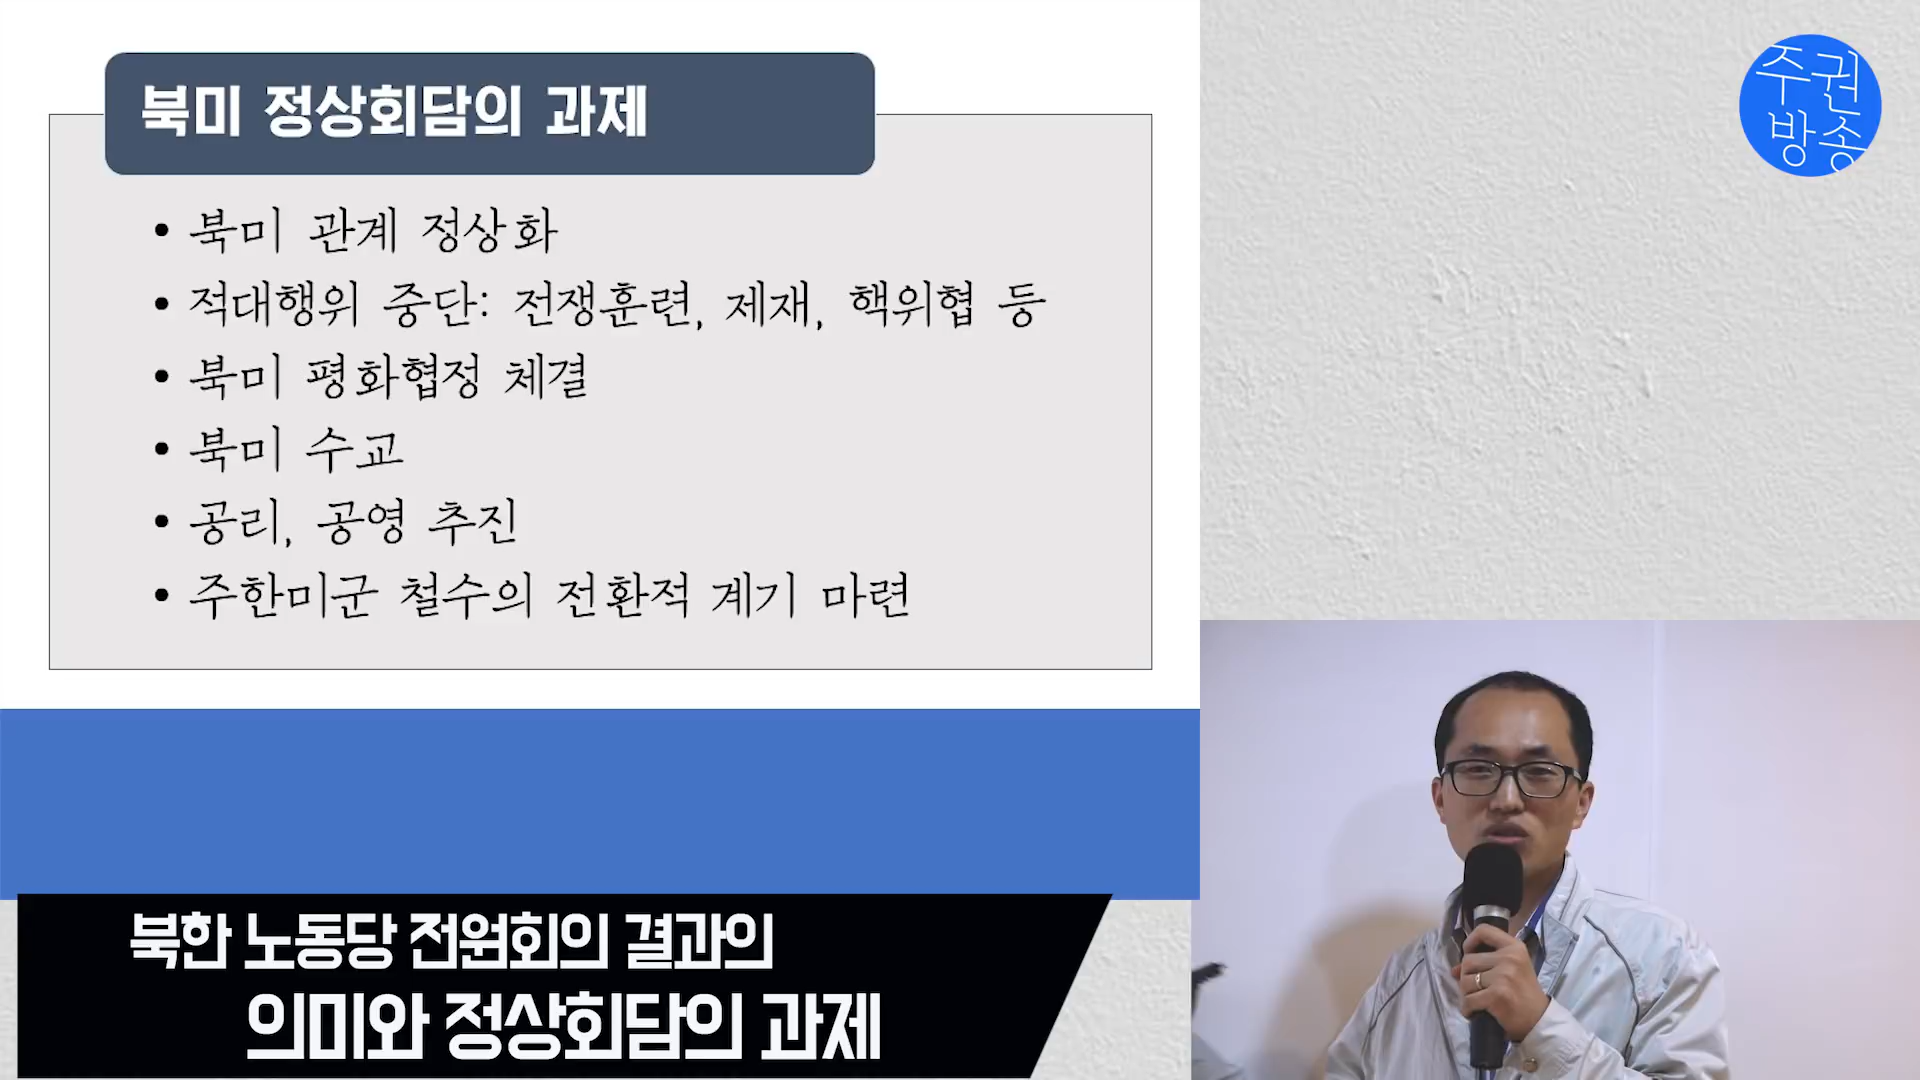 북미 정상회담의 과제
• 북미 관계 정상화
• 적대행위 중단: 전쟁훈련, 제재, 핵위협 등
• 북미 평화협정 체결
• 북미 수교
• 공리, 공영 추진
• 주한미군 철수의 전환적 계기 마련
주권
방송
북한 노동당 전원회의 결과의
의미와 정상회담의 과제